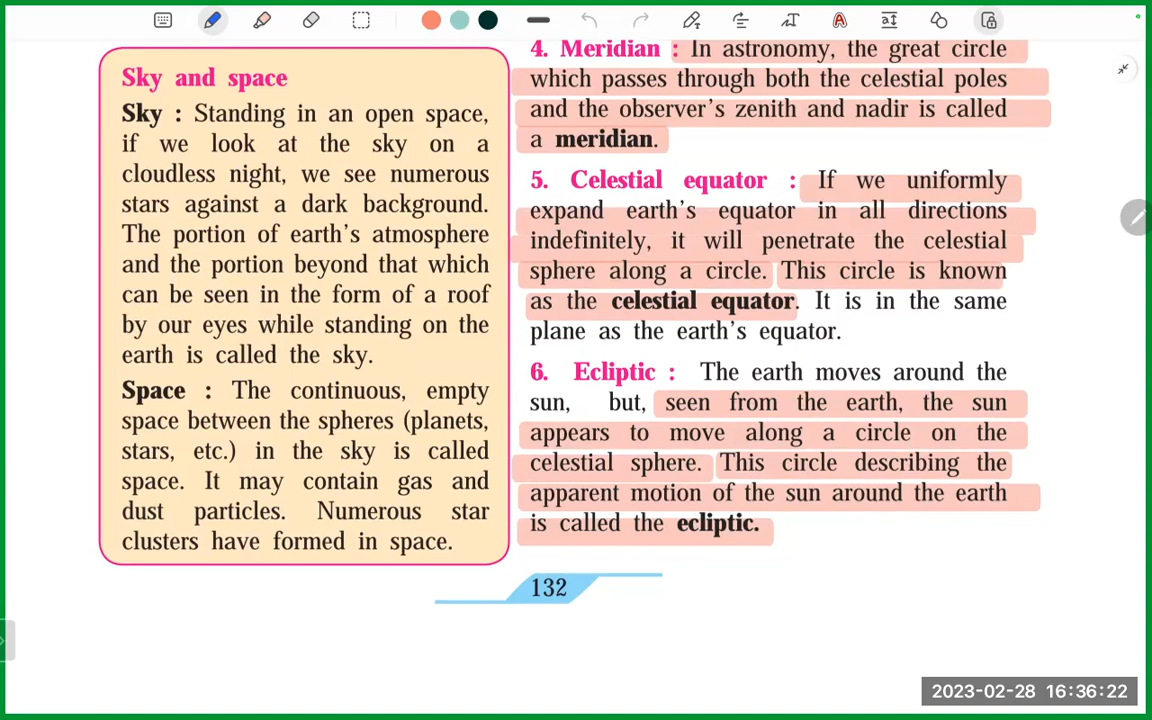 Sky and space
Sky : Standing in an open space,
if we look at the sky on a
cloudless night, we see numerous
stars against a dark background.
The portion of earth's atmosphere
and the portion beyond that which
can be seen in the form of a roof
by our eyes while standing on the
earth is called the sky.
Space : The continuous, empty
space between the spheres (planets,
stars, etc.) in the sky is called
space. It may contain gas and
dust particles. Numerous star
clusters have formed in space.
4. Meridian : In astronomy, the great circle
which passes through both the celestial poles
and the observer's zenith and nadir is called
a meridian.
5. Celestial equator : If we uniformly
expand earth's equator in all directions
indefinitely, it will penetrate the celestial
sphere along a circle. This circle is known
as the celestial equator. It is in the same
plane as the earth's equator.
6. Ecliptic : The earth moves around the
sun, but, seen from the earth, the sun
appears to move along a circle on the
celestial sphere. This circle describing the
apparent motion of the sun around the earth
is called the ecliptic.
132
2023-02-28 16:36:22